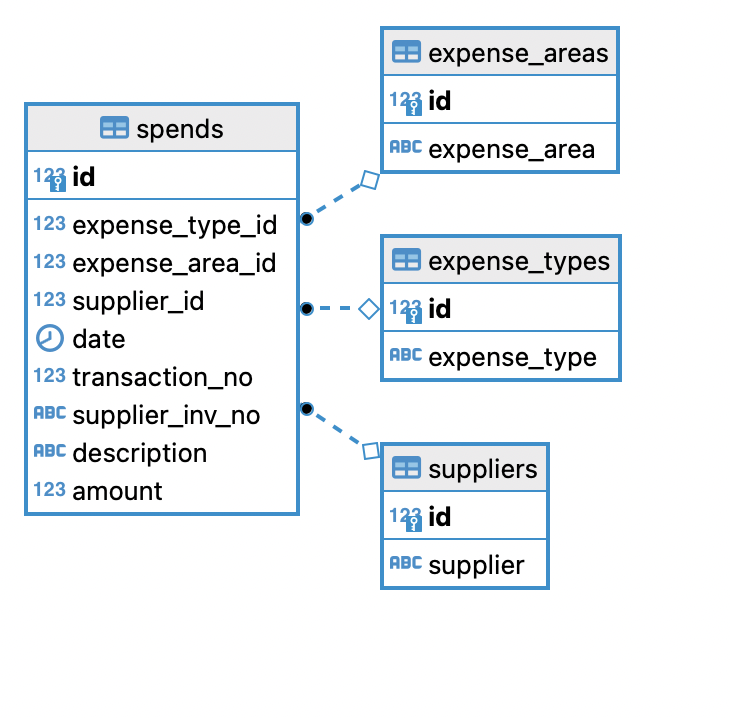 spends
123 id
123 expense_type_id
123 expense_area_id
123 supplier_id
date
123 transaction_no
ABC supplier_inv_no
ABC description
123 amount
expense_areas
123 id
ABC expense_area
expense_types
123 id
ABC expense_type
suppliers
123 id
ABC supplier